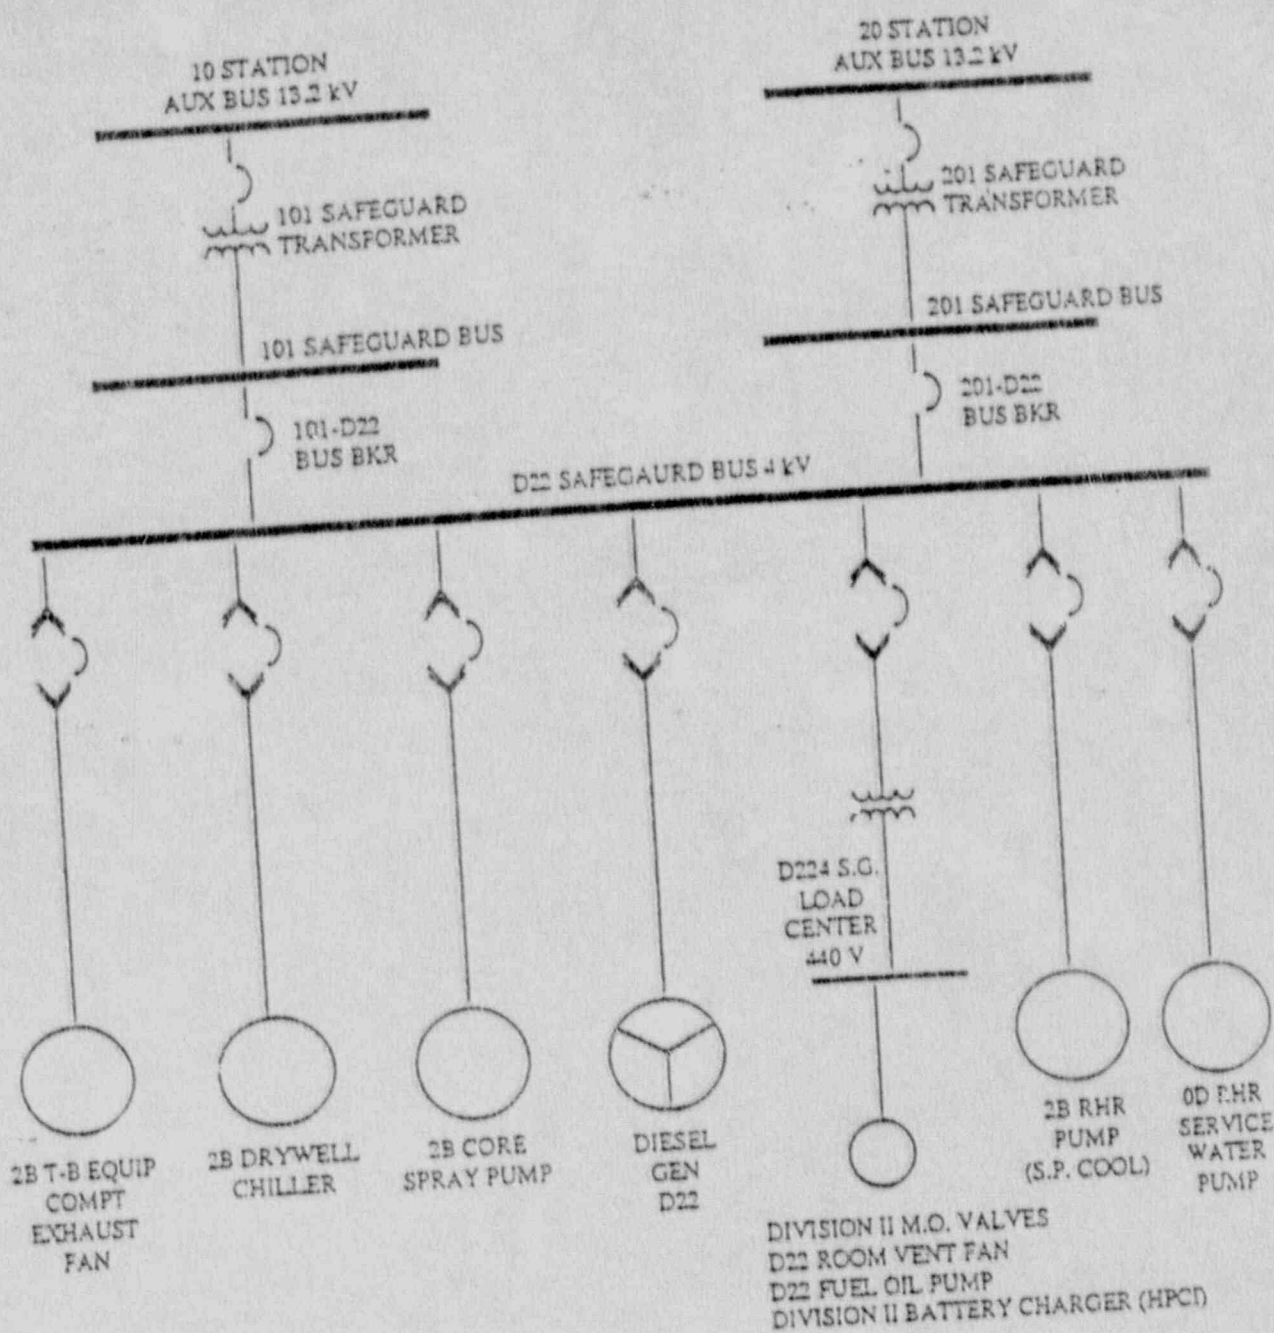 10 STATION
AUX BUS 13.2 kV
20 STATION
AUX BUS 13.2 kV
101 SAFEGUARD
TRANSFORMER
201 SAFEGUARD
TRANSFORMER
101 SAFEGUARD BUS
201 SAFEGUARD BUS
101-D22
BUS BKR
201-D22
BUS BKR
D22 SAFEGAURD BUS 4 kV
D224 S.G.
LOAD
CENTER
440 V
2B T-B EQUIP
COMPT
EXHAUST
FAN
2B DRYWELL
CHILLER
2B CORE
SPRAY PUMP
DIESEL
GEN
D22
DIVISION II M.O. VALVES
D22 ROOM VENT FAN
D22 FUEL OIL PUMP
DIVISION II BATTERY CHARGER (HPCI)
2B RHR
PUMP
(S.P. COOL)
0D RHR
SERVICE
WATER
PUMP